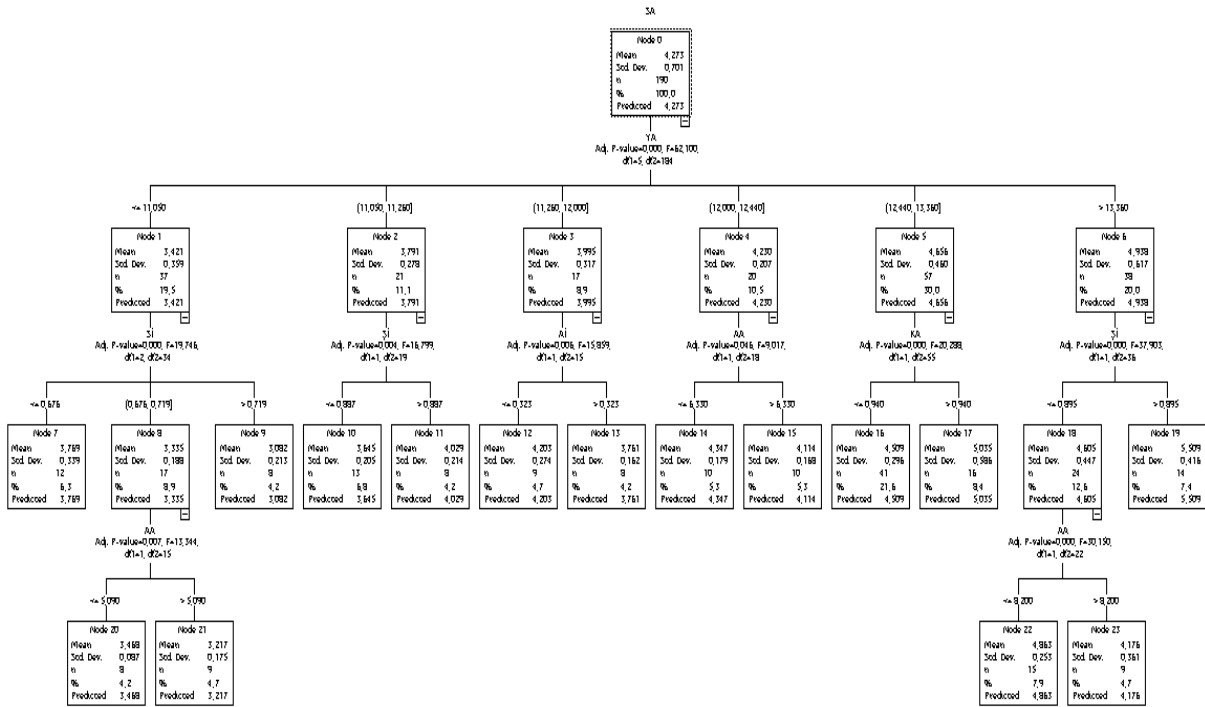 3A
Node 0
Mean 4,273
Std. Dev. 0,701
n 190
% 100,0
Predicted 4,273
YA
Adj. P-value=0,000, F=62,100,
df1=5, df2=184
<= 11,050
(11,050, 11,260]
(11,260, 12,000]
(12,000, 12,440]
(12,440, 13,360]
> 13,360
Node 1
Mean 3,421
Std. Dev. 0,359
n 37
% 19,5
Predicted 3,421
Node 2
Mean 3,791
Std. Dev. 0,278
n 21
% 11,1
Predicted 3,791
Node 3
Mean 3,995
Std. Dev. 0,317
n 17
% 8,9
Predicted 3,995
Node 4
Mean 4,230
Std. Dev. 0,207
n 20
% 10,5
Predicted 4,230
Node 5
Mean 4,656
Std. Dev. 0,460
n 57
% 30,0
Predicted 4,656
Node 6
Mean 4,938
Std. Dev. 0,617
n 38
% 20,0
Predicted 4,938
3İ
Adj. P-value=0,000, F=19,746,
df1=2, df2=34
3İ
Adj. P-value=0,004, F=16,799,
df1=1, df2=19
Aİ
Adj. P-value=0,006, F=15,859,
df1=1, df2=15
AA
Adj. P-value=0,046, F=9,017,
df1=1, df2=18
KA
Adj. P-value=0,000, F=20,288,
df1=1, df2=55
3İ
Adj. P-value=0,000, F=37,903,
df1=1, df2=36
<= 0,676
(0,676, 0,719]
> 0,719
<= 0,887
> 0,887
<= 0,323
> 0,323
<= 6,330
> 6,330
<= 0,940
> 0,940
<= 0,895
> 0,895
Node 7
Mean 3,769
Std. Dev. 0,339
n 12
% 6,3
Predicted 3,769
Node 8
Mean 3,335
Std. Dev. 0,188
n 17
% 8,9
Predicted 3,335
Node 9
Mean 3,082
Std. Dev. 0,213
n 8
% 4,2
Predicted 3,082
Node 10
Mean 3,645
Std. Dev. 0,205
n 13
% 6,8
Predicted 3,645
Node 11
Mean 4,029
Std. Dev. 0,214
n 8
% 4,2
Predicted 4,029
Node 12
Mean 4,203
Std. Dev. 0,274
n 9
% 4,7
Predicted 4,203
Node 13
Mean 3,761
Std. Dev. 0,162
n 8
% 4,2
Predicted 3,761
Node 14
Mean 4,347
Std. Dev. 0,179
n 10
% 5,3
Predicted 4,347
Node 15
Mean 4,114
Std. Dev. 0,168
n 10
% 5,3
Predicted 4,114
Node 16
Mean 4,509
Std. Dev. 0,296
n 41
% 21,6
Predicted 4,509
Node 17
Mean 5,035
Std. Dev. 0,586
n 16
% 8,4
Predicted 5,035
Node 18
Mean 4,605
Std. Dev. 0,447
n 24
% 12,6
Predicted 4,605
Node 19
Mean 5,509
Std. Dev. 0,416
n 14
% 7,4
Predicted 5,509
AA
Adj. P-value=0,007, F=13,344,
df1=1, df2=15
AA
Adj. P-value=0,000, F=30,150,
df1=1, df2=22
<= 5,090
> 5,090
<= 8,200
> 8,200
Node 20
Mean 3,468
Std. Dev. 0,087
n 8
% 4,2
Predicted 3,468
Node 21
Mean 3,217
Std. Dev. 0,175
n 9
% 4,7
Predicted 3,217
Node 22
Mean 4,863
Std. Dev. 0,253
n 15
% 7,9
Predicted 4,863
Node 23
Mean 4,176
Std. Dev. 0,361
n 9
% 4,7
Predicted 4,176